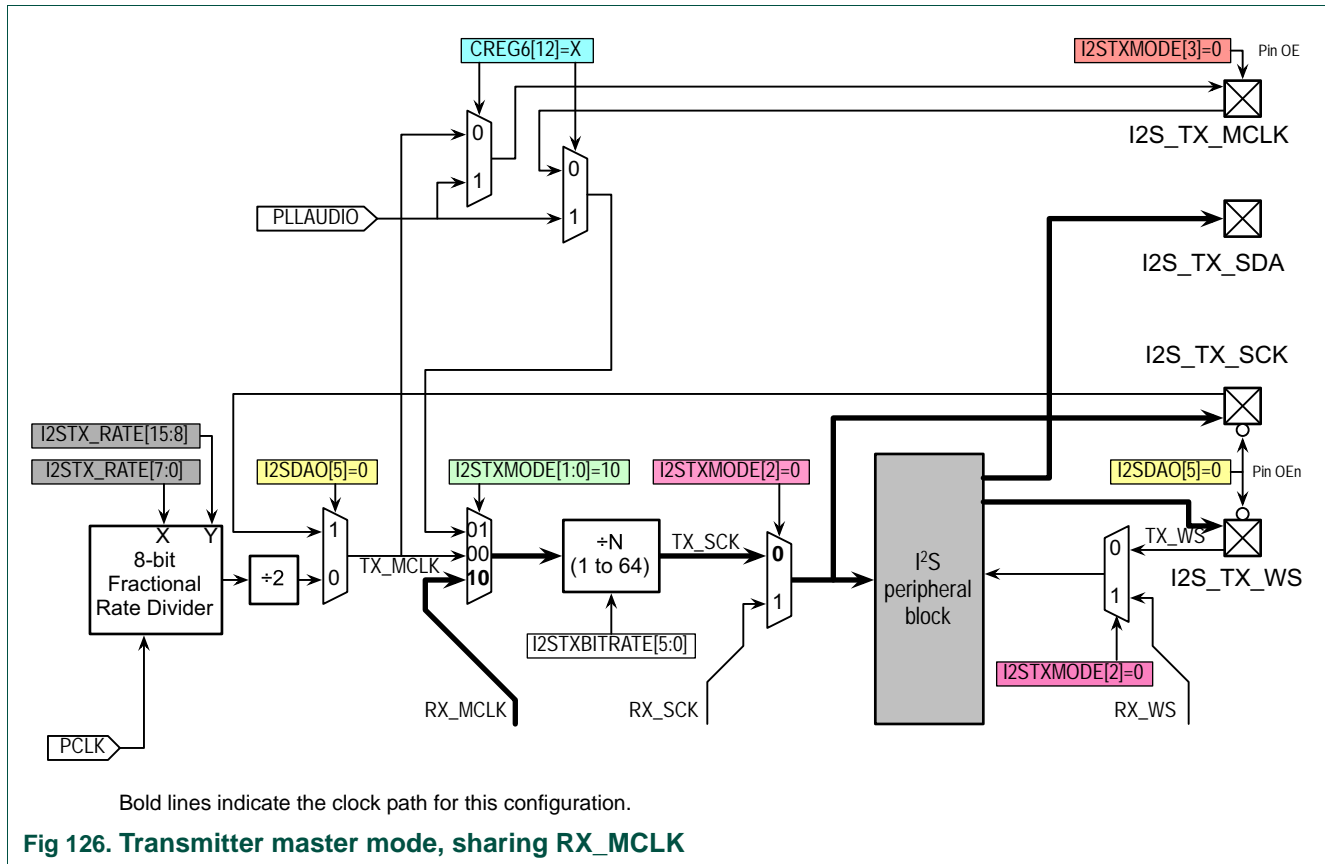 CREG6[12]=X
I2STXMODE[3]=0
Pin OE
0
1
0
1
I2S_TX_MCLK
PLLAUDIO
I2S_TX_SDA
I2S_TX_SCK
I2STX_RATE[15:8]
I2STX_RATE[7:0]
I2SDAO[5]=0
I2STXMODE[1:0]=10
I2STXMODE[2]=0
I2SDAO[5]=0
Pin OEn
X Y
8-bit
Fractional
Rate Divider
÷2
1
0
TX_MCLK
01
00
10
÷N
(1 to 64)
TX_SCK
0
1
I²S
peripheral
block
0
1
TX_WS
I2S_TX_WS
I2STXBITRATE[5:0]
I2STXMODE[2]=0
RX_MCLK
RX_SCK
RX_WS
PCLK
Bold lines indicate the clock path for this configuration.
Fig 126. Transmitter master mode, sharing RX_MCLK